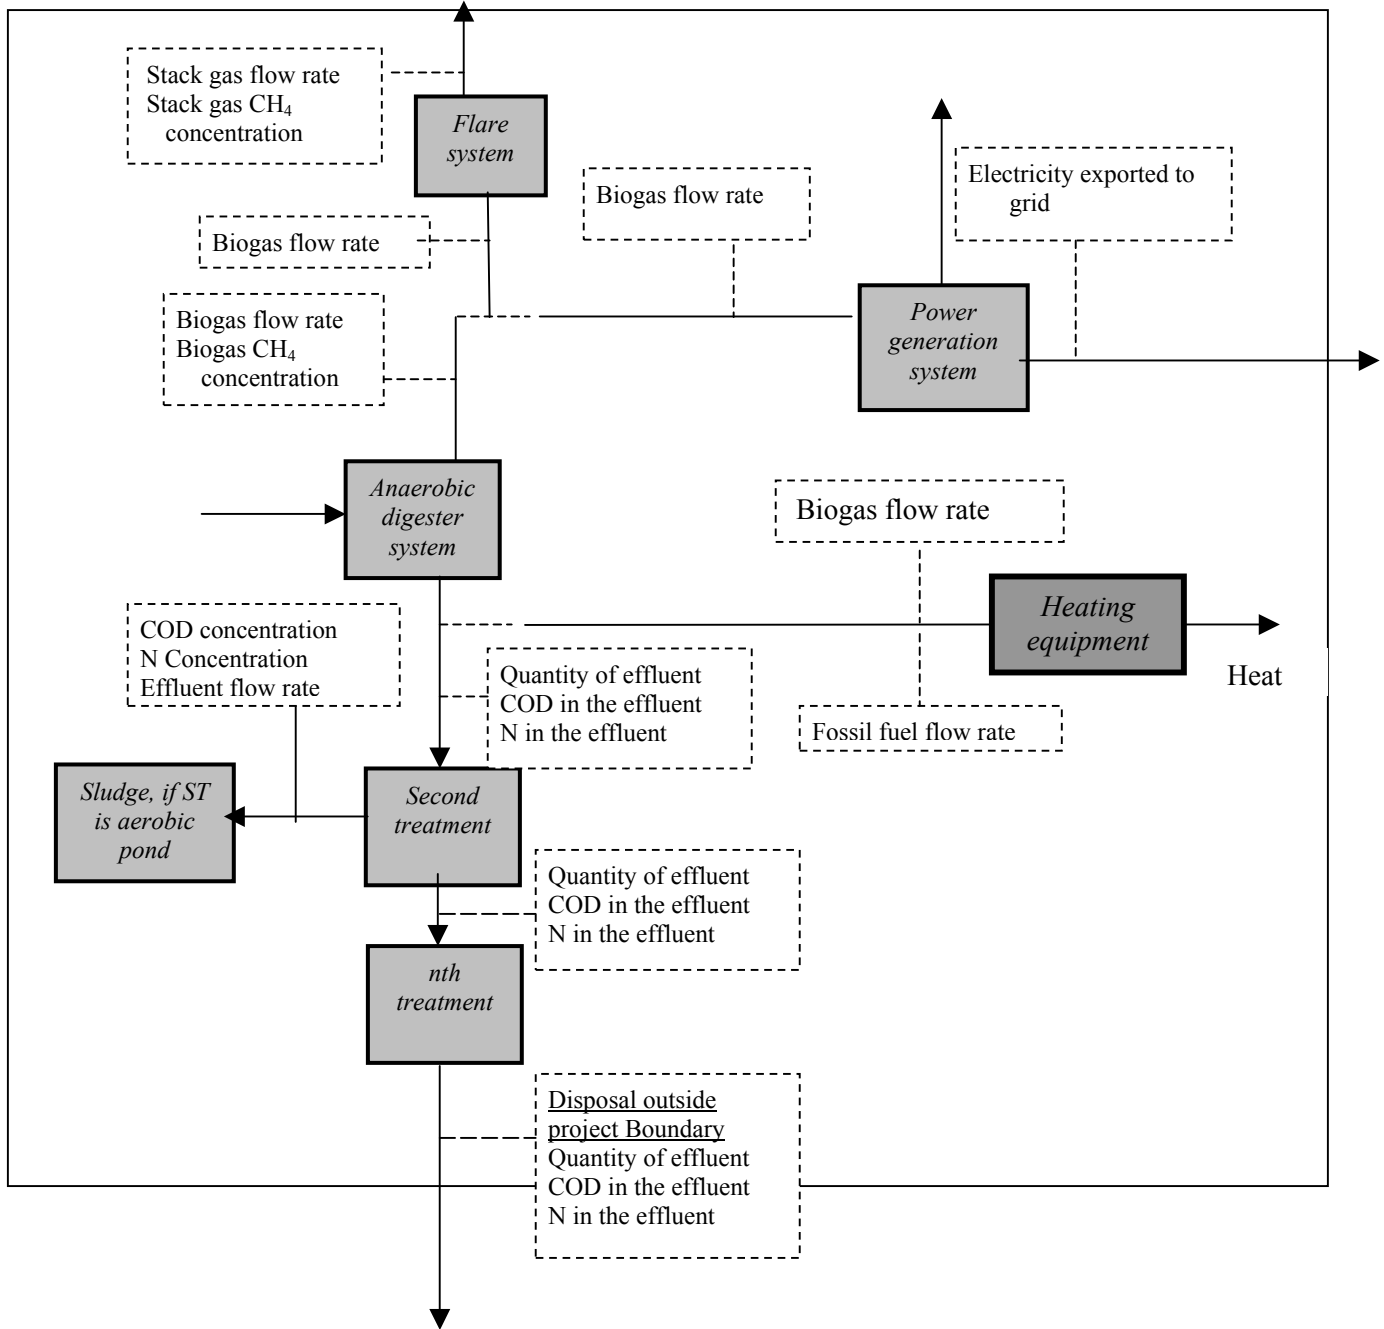 Stack gas flow rate
Stack gas CH₄
concentration
Flare
system
Biogas flow rate
Electricity exported to
grid
Biogas flow rate
Biogas flow rate
Biogas CH₄
concentration
Power
generation
system
Anaerobic
digester
system
Biogas flow rate
Heating
equipment
Heat
COD concentration
N Concentration
Effluent flow rate
Quantity of effluent
COD in the effluent
N in the effluent
Fossil fuel flow rate
Sludge, if ST
is aerobic
pond
Second
treatment
Quantity of effluent
COD in the effluent
N in the effluent
nth
treatment
Disposal outside
project Boundary
Quantity of effluent
COD in the effluent
N in the effluent